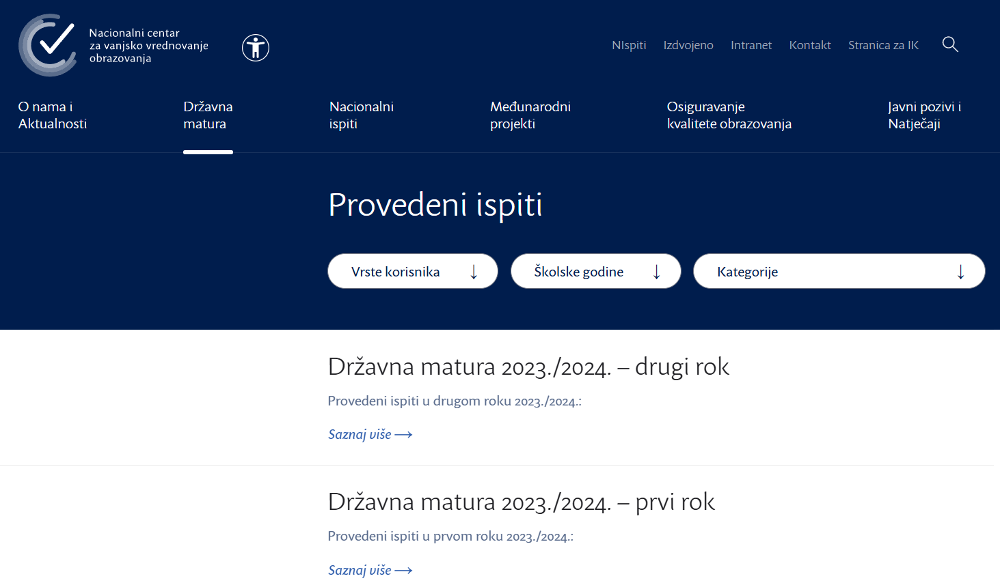 Nacionalni centar
za vanjsko vrednovanje
obrazovanja
NIspiti
Izdvojeno
Intranet
Kontakt
Stranica za IK
O nama i
Aktualnosti
Državna
matura
Nacionalni
ispiti
Međunarodni
projekti
Osiguravanje
kvalitete obrazovanja
Javni pozivi i
Natječaji
Provedeni ispiti
Vrste korisnika ↓
Školske godine ↓
Kategorije ↓
Državna matura 2023./2024. – drugi rok
Provedeni ispiti u drugom roku 2023./2024.:
Saznaj više ⟶
Državna matura 2023./2024. – prvi rok
Provedeni ispiti u prvom roku 2023./2024.:
Saznaj više ⟶